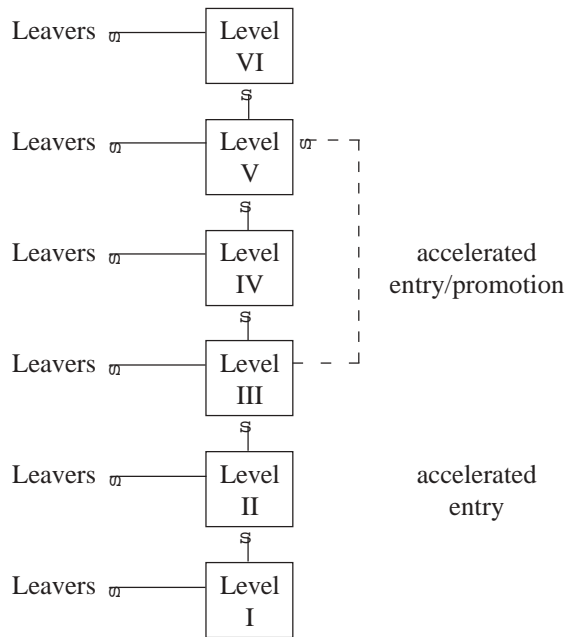 Leavers
Level
VI
Leavers
Level
V
Leavers
Level
IV
accelerated
entry/promotion
Leavers
Level
III
Leavers
Level
II
accelerated
entry
Leavers
Level
I